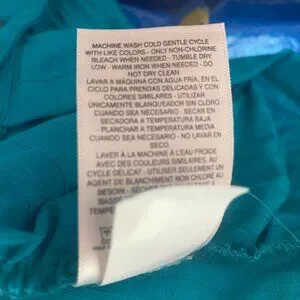 MACHINE WASH COLD GENTLE CYCLE
WITH LIKE COLORS - ONLY NON-CHLORINE
BLEACH WHEN NEEDED - TUMBLE DRY
LOW - WARM IRON WHEN NEEDED - DO
NOT DRY CLEAN
LAVAR A MÁQUINA CON AGUA FRÍA, EN EL
CICLO PARA PRENDAS DELICADAS Y CON
COLORES SIMILARES - UTILIZAR
ÚNICAMENTE BLANQUEADOR SIN CLORO
CUANDO SEA NECESARIO - SECAR EN
SECADORA A TEMPERATURA BAJA
PLANCHAR A TEMPERATURA MEDIA
CUANDO SEA NECESARIO - NO LAVAR EN
SECO
LAVER À LA MACHINE À L'EAU FROIDE
AVEC DES COULEURS SIMILAIRES, AU
CYCLE DÉLICAT - UTILISER SEULEMENT UN
AGENT DE BLANCHIMENT NON CHLORÉ AU
BESOIN -